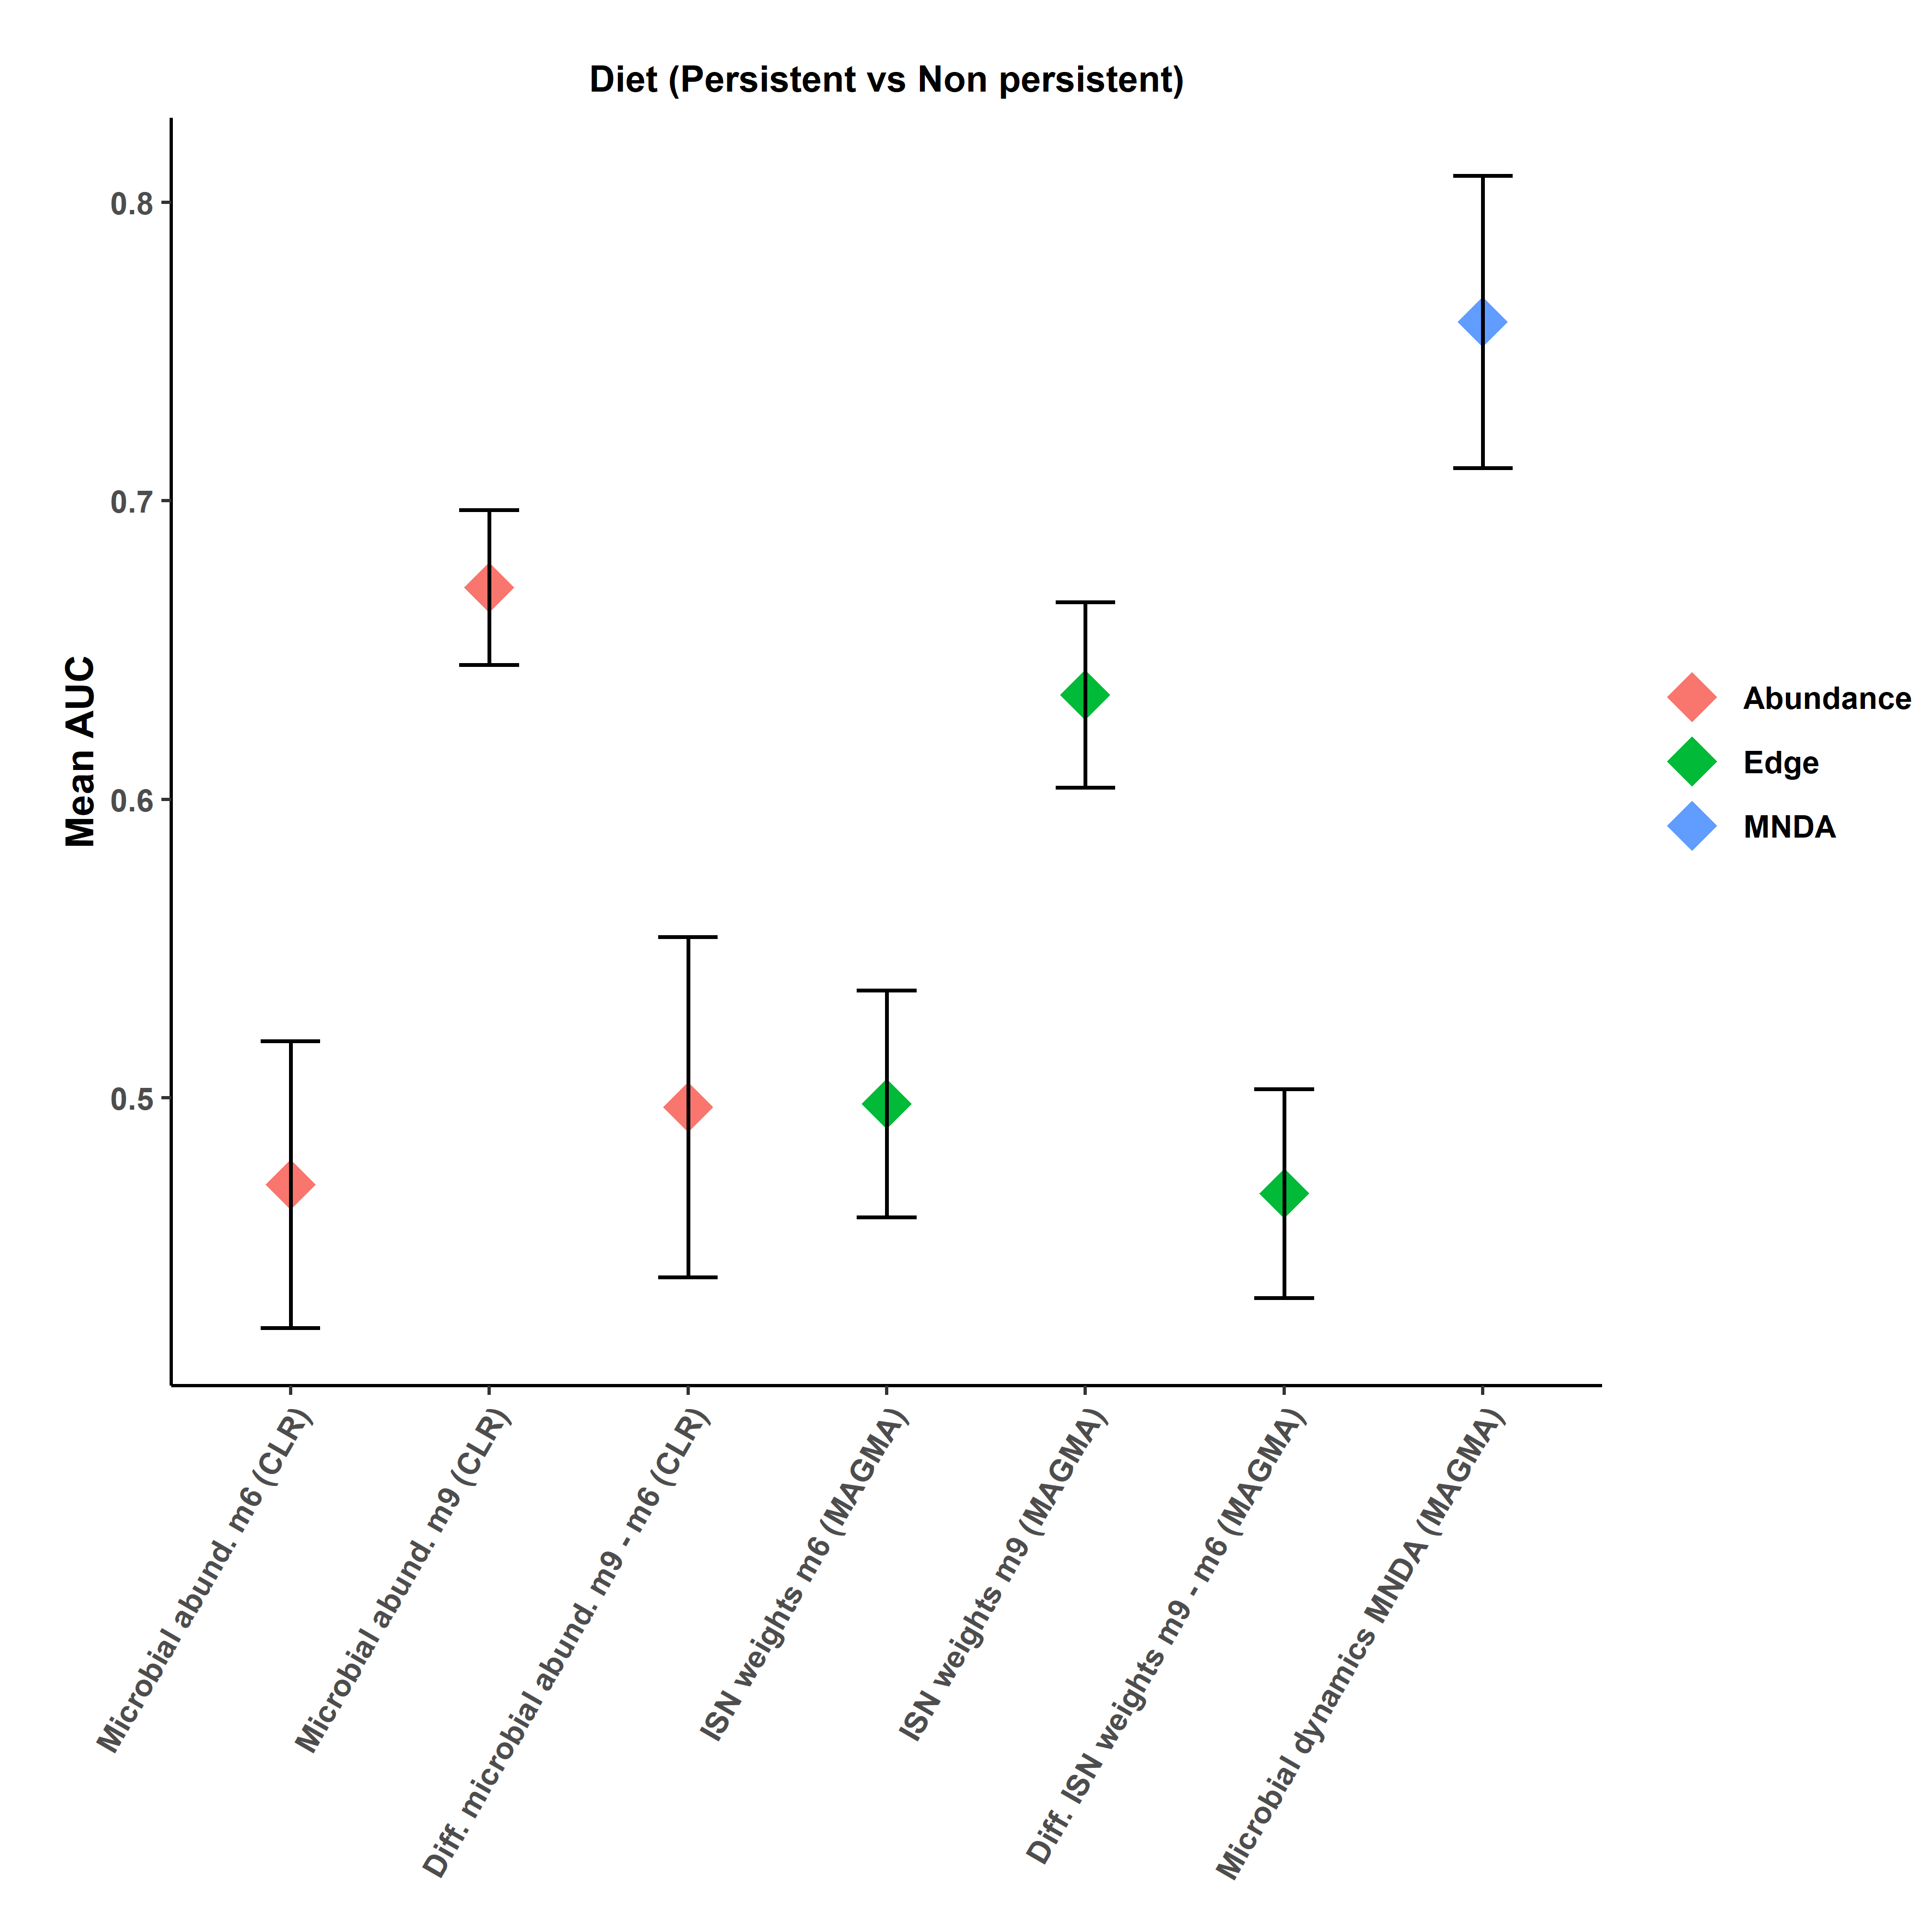 Diet (Persistent vs Non persistent)
Mean AUC
0.8
0.7
0.6
0.5
Microbial abund. m6 (CLR)
Microbial abund. m9 (CLR)
Diff. microbial abund. m9 - m6 (CLR)
ISN weights m6 (MAGMA)
ISN weights m9 (MAGMA)
Diff. ISN weights m9 - m6 (MAGMA)
Microbial dynamics MNDA (MAGMA)
Abundance
Edge
MNDA